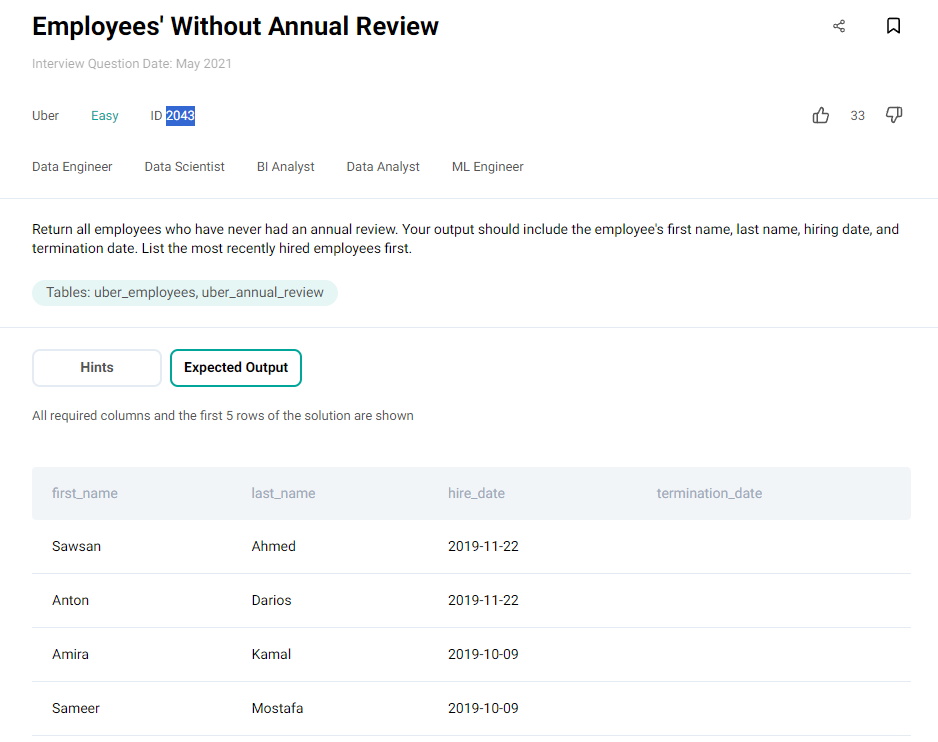 Employees' Without Annual Review
Interview Question Date: May 2021
Uber Easy ID 2043 33
Data Engineer Data Scientist BI Analyst Data Analyst ML Engineer
Return all employees who have never had an annual review. Your output should include the employee's first name, last name, hiring date, and
termination date. List the most recently hired employees first.
Tables: uber_employees, uber_annual_review
Hints Expected Output
All required columns and the first 5 rows of the solution are shown
first_name last_name hire_date termination_date
Sawsan Ahmed 2019-11-22
Anton Darios 2019-11-22
Amira Kamal 2019-10-09
Sameer Mostafa 2019-10-09